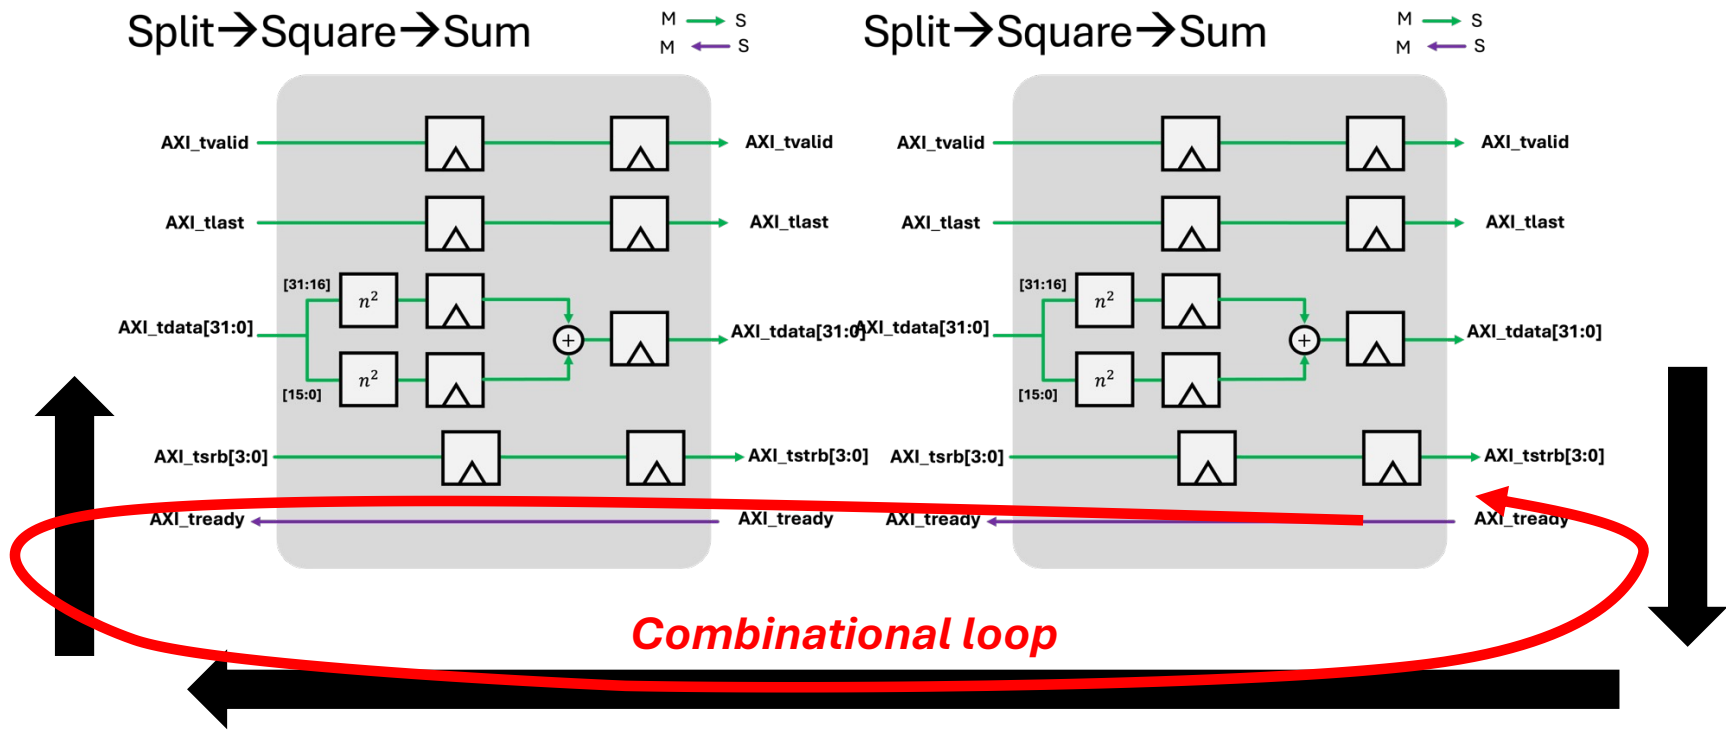 Split→Square→Sum
M → S
M ← S
AXI_tvalid
AXI_tvalid
AXI_tlast
AXI_tlast
[31:16]
n²
AXI_tdata[31:0]
+
AXI_tdata[31:0]
n²
[15:0]
AXI_tsrb[3:0]
AXI_tstrb[3:0]
AXI_tready
AXI_tready
Split→Square→Sum
M → S
M ← S
AXI_tvalid
AXI_tvalid
AXI_tlast
AXI_tlast
[31:16]
n²
AXI_tdata[31:0]
+
AXI_tdata[31:0]
n²
[15:0]
AXI_tsrb[3:0]
AXI_tstrb[3:0]
AXI_tready
AXI_tready
Combinational loop